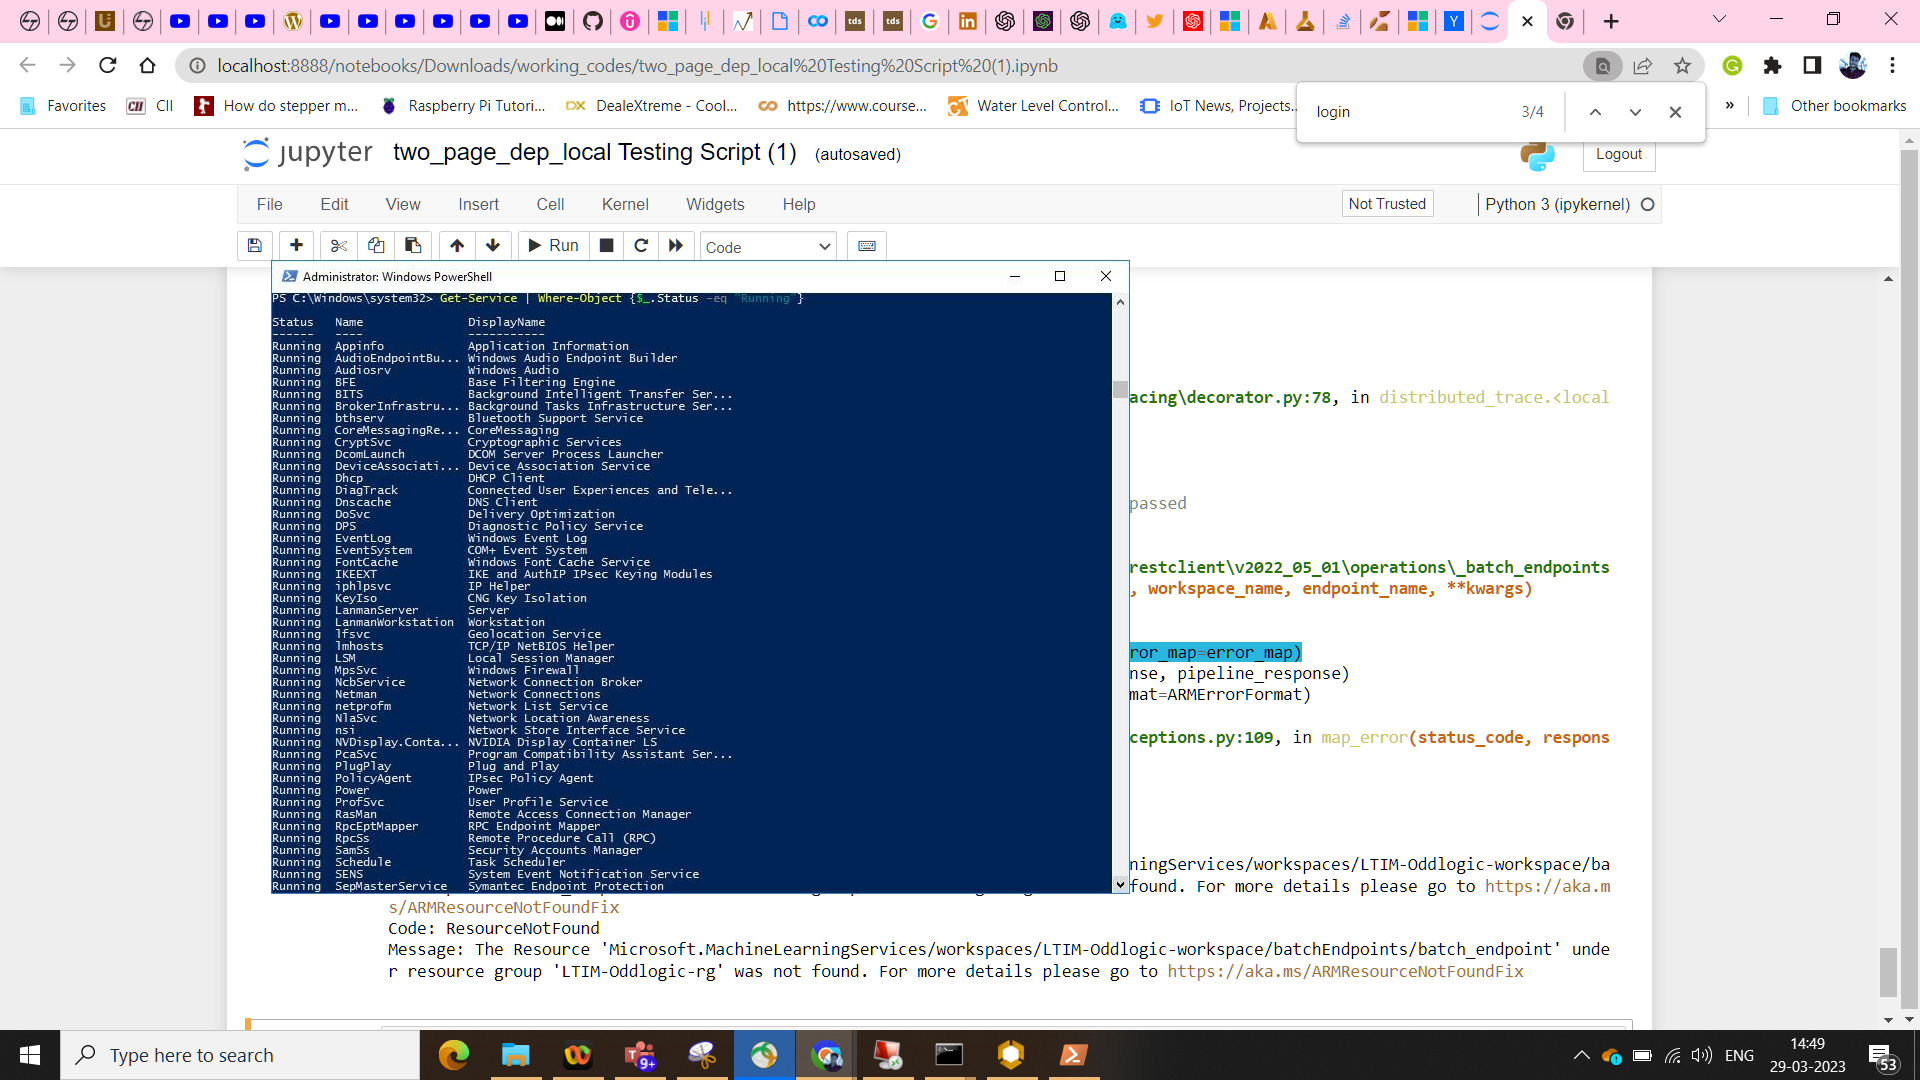 localhost:8888/notebooks/Downloads/working_codes/two_page_dep_local%20Testing%20Script%20(1).ipynb
Favorites
CII
How do stepper m...
Raspberry Pi Tutori...
DealeXtreme - Cool...
https://www.course...
Water Level Control...
IoT News, Projects...
»
Other bookmarks
login 3/4
jupyter two_page_dep_local Testing Script (1) (autosaved)
Logout
File Edit View Insert Cell Kernel Widgets Help
Not Trusted
Python 3 (ipykernel)
Run
Code
Administrator: Windows PowerShell
PS C:\Windows\system32> Get-Service | Where-Object {$_.Status -eq "Running"}
Status Name DisplayName
------ ---- -----------
Running Appinfo Application Information
Running AudioEndpointBu... Windows Audio Endpoint Builder
Running Audiosrv Windows Audio
Running BFE Base Filtering Engine
Running BITS Background Intelligent Transfer Ser...
Running BrokerInfrastru... Background Tasks Infrastructure Ser...
Running bthserv Bluetooth Support Service
Running CoreMessagingRe... CoreMessaging
Running CryptSvc Cryptographic Services
Running DcomLaunch DCOM Server Process Launcher
Running DeviceAssociati... Device Association Service
Running Dhcp DHCP Client
Running DiagTrack Connected User Experiences and Tele...
Running Dnscache DNS Client
Running DoSvc Delivery Optimization
Running DPS Diagnostic Policy Service
Running EventLog Windows Event Log
Running EventSystem COM+ Event System
Running FontCache Windows Font Cache Service
Running IKEEXT IKE and AuthIP IPsec Keying Modules
Running iphlpsvc IP Helper
Running KeyIso CNG Key Isolation
Running LanmanServer Server
Running LanmanWorkstation Workstation
Running lfsvc Geolocation Service
Running lmhosts TCP/IP NetBIOS Helper
Running LSM Local Session Manager
Running MpsSvc Windows Firewall
Running NcbService Network Connection Broker
Running Netman Network Connections
Running netprofm Network List Service
Running NlaSvc Network Location Awareness
Running nsi Network Store Interface Service
Running NVDisplay.Conta... NVIDIA Display Container LS
Running PcaSvc Program Compatibility Assistant Ser...
Running PlugPlay Plug and Play
Running PolicyAgent IPsec Policy Agent
Running Power Power
Running ProfSvc User Profile Service
Running RasMan Remote Access Connection Manager
Running RpcEptMapper RPC Endpoint Mapper
Running RpcSs Remote Procedure Call (RPC)
Running SamSs Security Accounts Manager
Running Schedule Task Scheduler
Running SENS System Event Notification Service
Running SepMasterService Symantec Endpoint Protection
acing\decorator.py:78, in distributed_trace.<local
passed
restclient\v2022_05_01\operations\_batch_endpoints
, workspace_name, endpoint_name, **kwargs)
ror_map=error_map)
nse, pipeline_response)
mat=ARMErrorFormat)
ceptions.py:109, in map_error(status_code, respons
ningServices/workspaces/LTIM-Oddlogic-workspace/ba
found. For more details please go to https://aka.m
s/ARMResourceNotFoundFix
Code: ResourceNotFound
Message: The Resource 'Microsoft.MachineLearningServices/workspaces/LTIM-Oddlogic-workspace/batchEndpoints/batch_endpoint' unde
r resource group 'LTIM-Oddlogic-rg' was not found. For more details please go to https://aka.ms/ARMResourceNotFoundFix
Type here to search
9+
ENG
14:49
29-03-2023
53